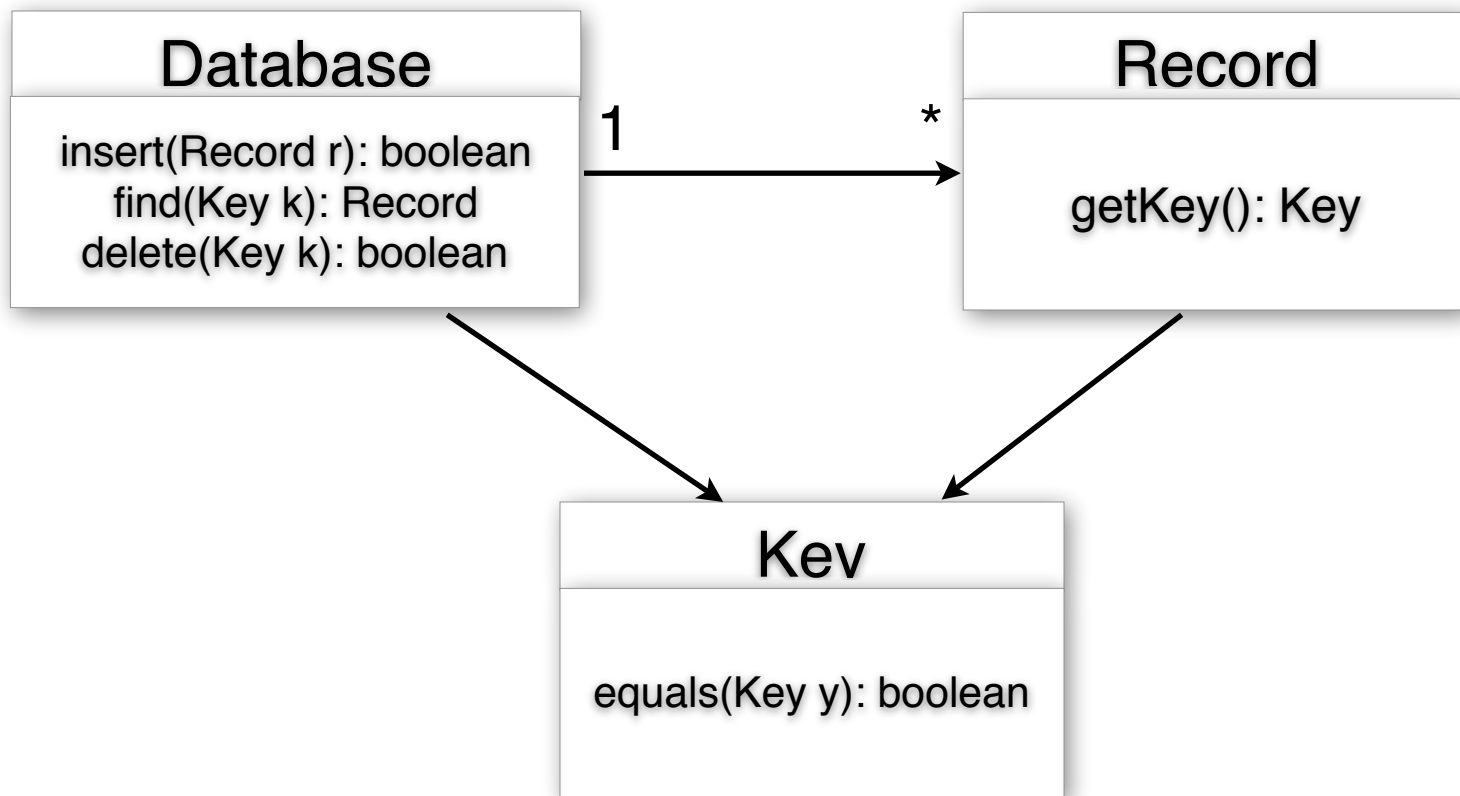 Database
insert(Record r): boolean
find(Key k): Record
delete(Key k): boolean
1
*
Record
getKey(): Key
Key
equals(Key y): boolean